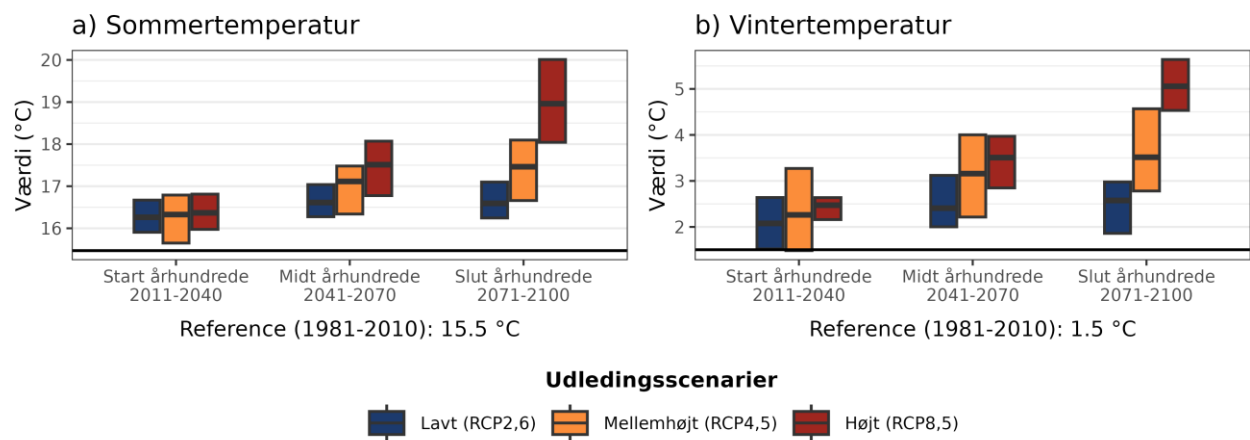 a) Sommertemperatur
Værdi (°C)
20
19
18
17
16
Start århundrede
2011-2040
Midt århundrede
2041-2070
Slut århundrede
2071-2100
Reference (1981-2010): 15.5 °C
b) Vintertemperatur
Værdi (°C)
5
4
3
2
Start århundrede
2011-2040
Midt århundrede
2041-2070
Slut århundrede
2071-2100
Reference (1981-2010): 1.5 °C
Udledingsscenarier
Lavt (RCP2,6)
Mellemhøjt (RCP4,5)
Højt (RCP8,5)